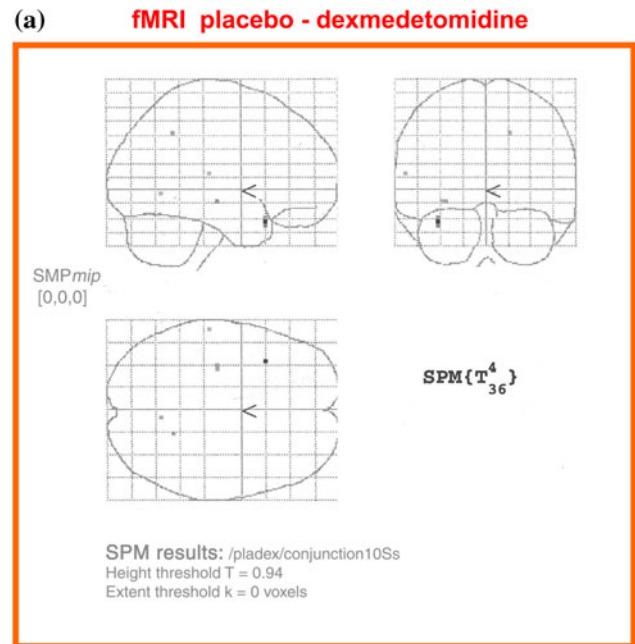 (a) fMRI placebo - dexmedetomidine
SMPmip
[0,0,0]
SPM{T⁴₃₆}
SPM results: /pladex/conjunction10Ss
Height threshold T = 0.94
Extent threshold k = 0 voxels